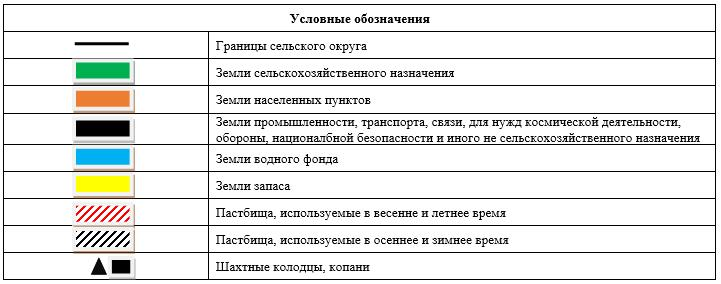 Условные обозначения
Границы сельского округа
Земли сельскохозяйственного назначения
Земли населенных пунктов
Земли промышленности, транспорта, связи, для нужд космической деятельности,
обороны, националбной безопасности и иного не сельскохозяйственного назначения
Земли водного фонда
Земли запаса
Пастбища, используемые в весенне и летнее время
Пастбища, используемые в осеннее и зимнее время
Шахтные колодцы, копани